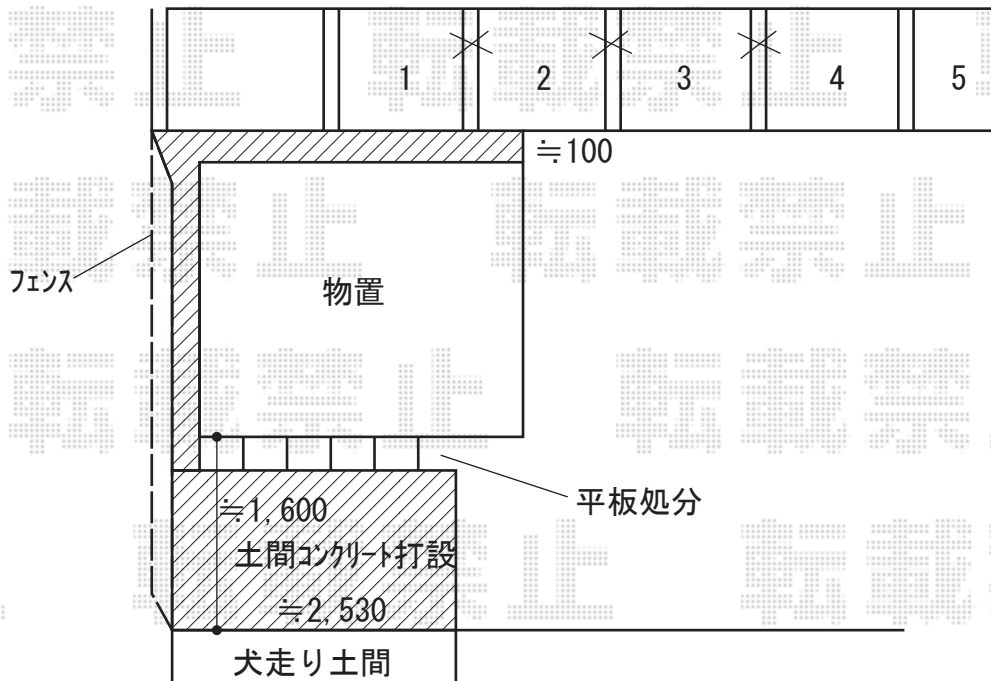 1 2 3 4 5
≒100
フェンス
物置
平板処分
≒1,600
土間コンクリート打設
≒2,530
犬走り土間
転載禁止